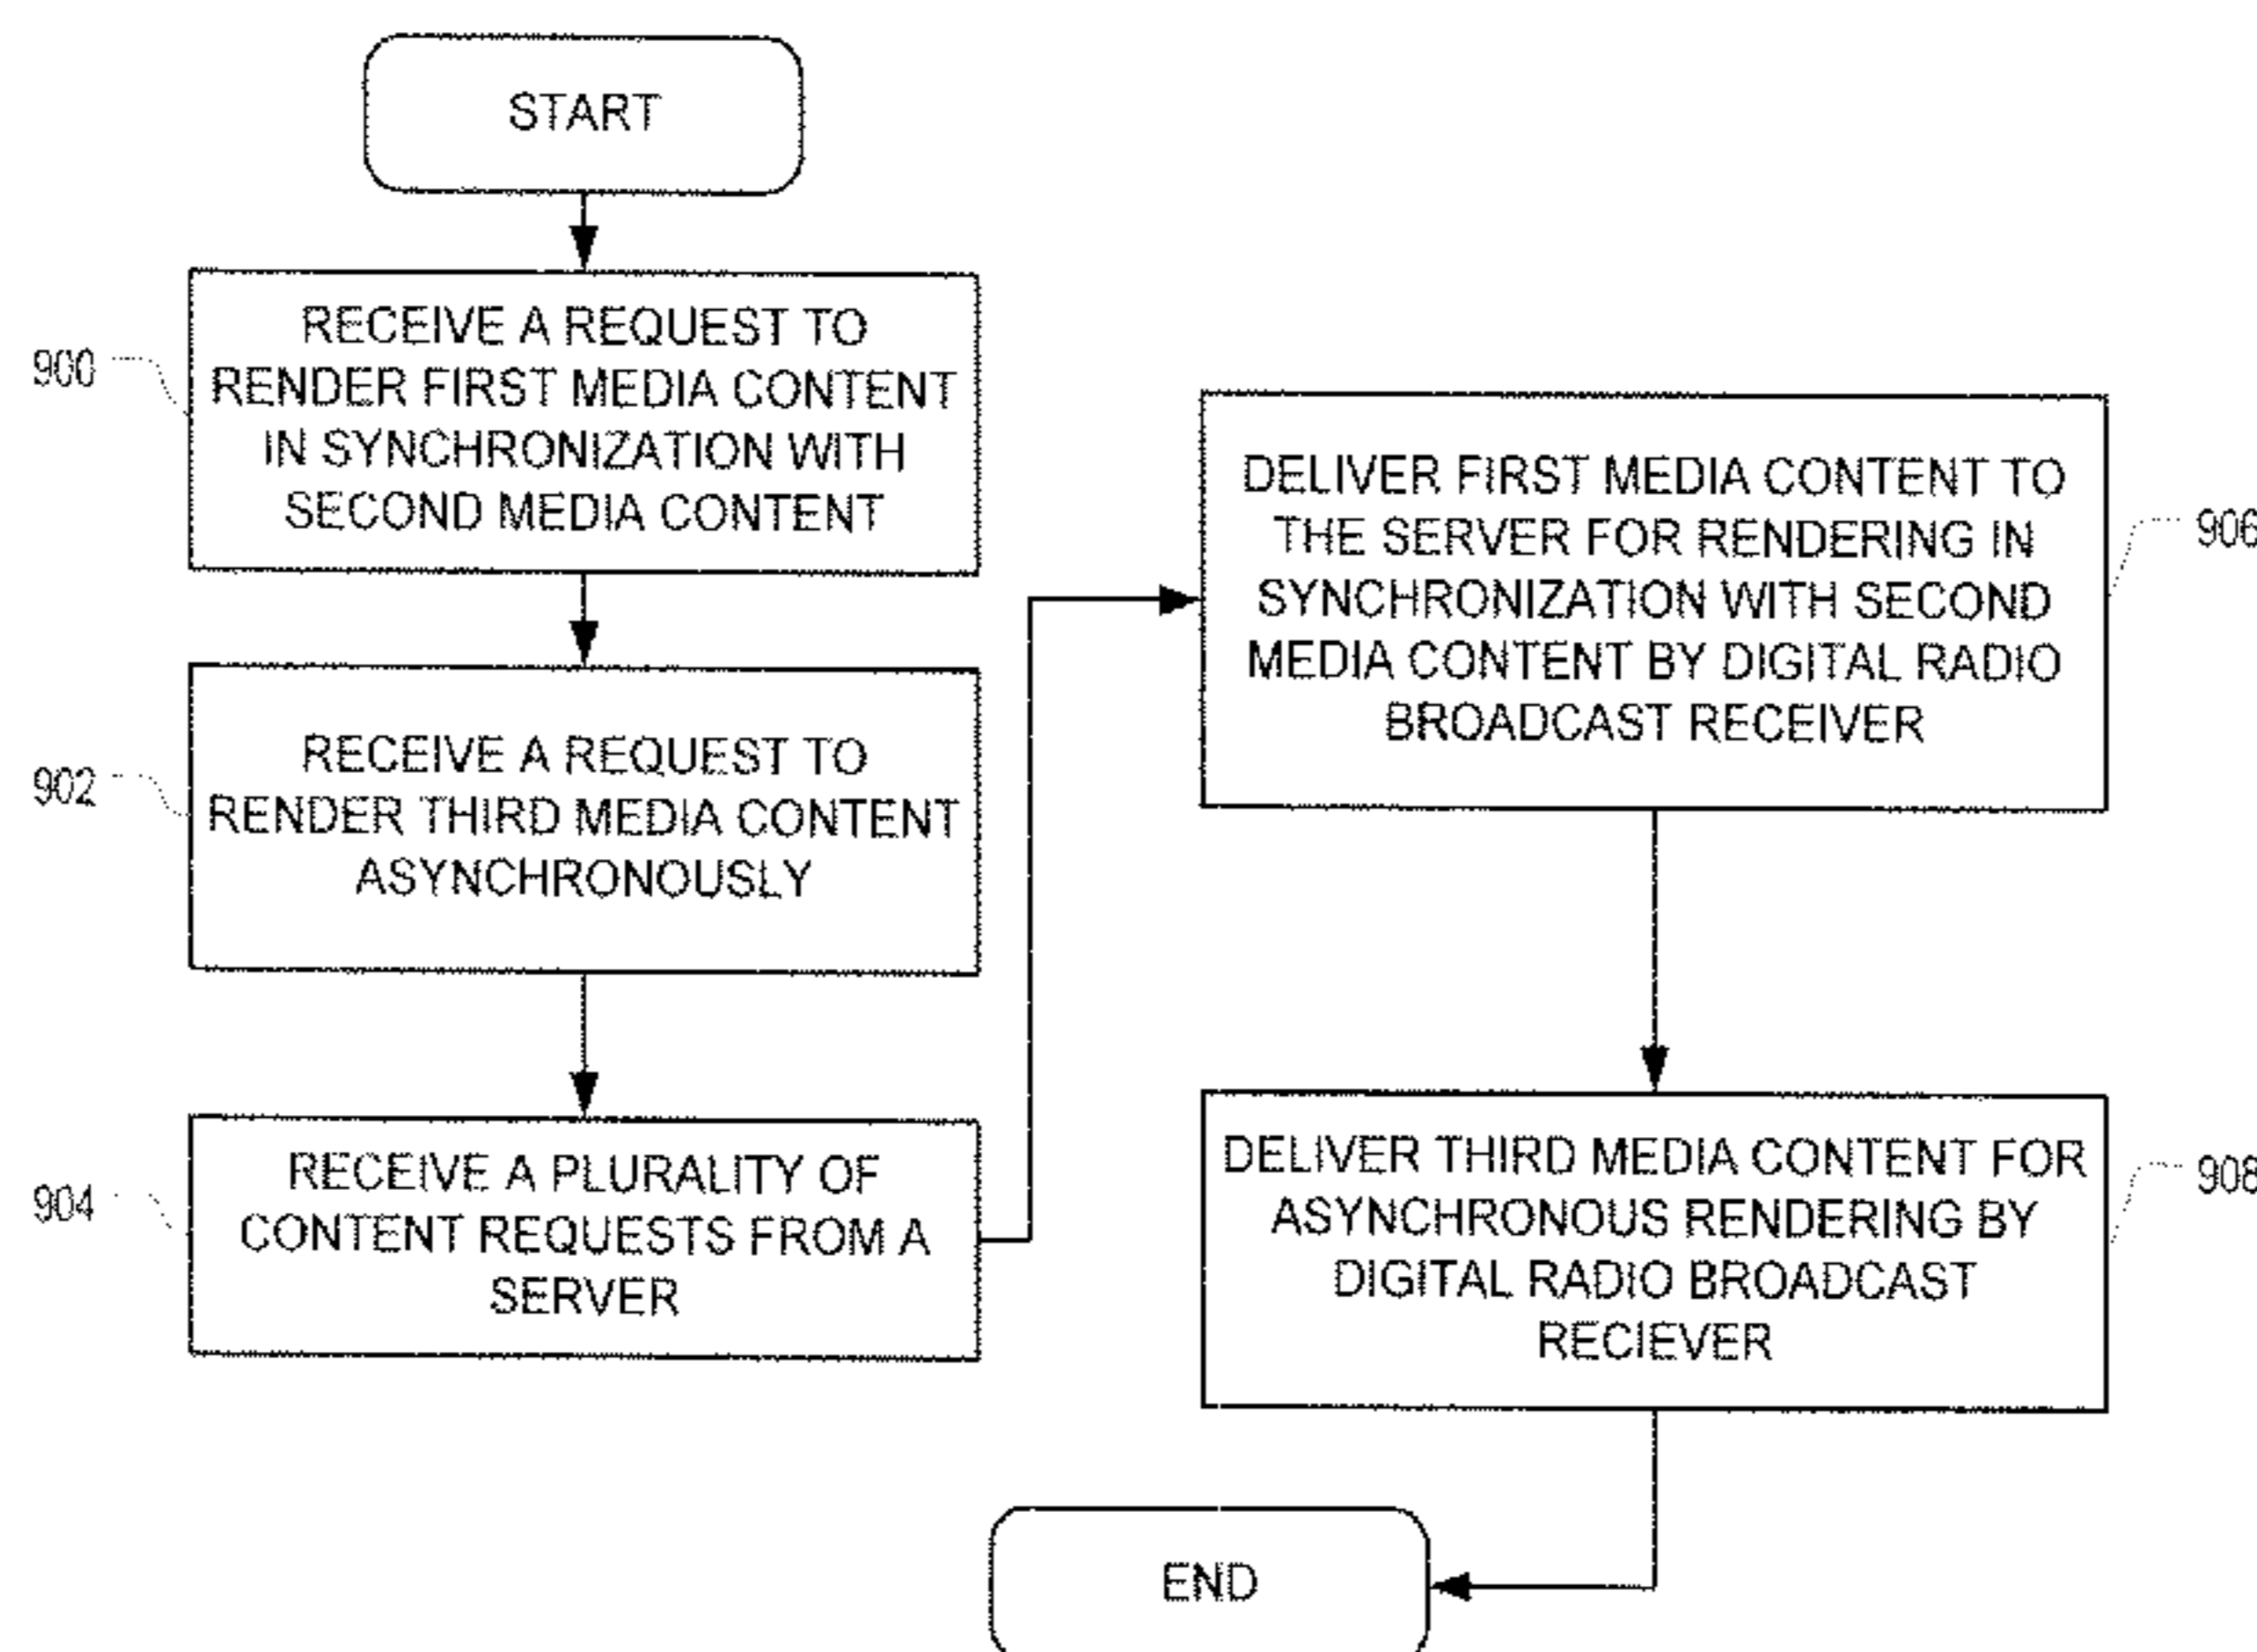 START
900
RECEIVE A REQUEST TO
RENDER FIRST MEDIA CONTENT
IN SYNCHRONIZATION WITH
SECOND MEDIA CONTENT
902
RECEIVE A REQUEST TO
RENDER THIRD MEDIA CONTENT
ASYNCHRONOUSLY
904
RECEIVE A PLURALITY OF
CONTENT REQUESTS FROM A
SERVER
DELIVER FIRST MEDIA CONTENT TO
THE SERVER FOR RENDERING IN
SYNCHRONIZATION WITH SECOND
MEDIA CONTENT BY DIGITAL RADIO
BROADCAST RECEIVER
906
DELIVER THIRD MEDIA CONTENT FOR
ASYNCHRONOUS RENDERING BY
DIGITAL RADIO BROADCAST
RECIEVER
908
END